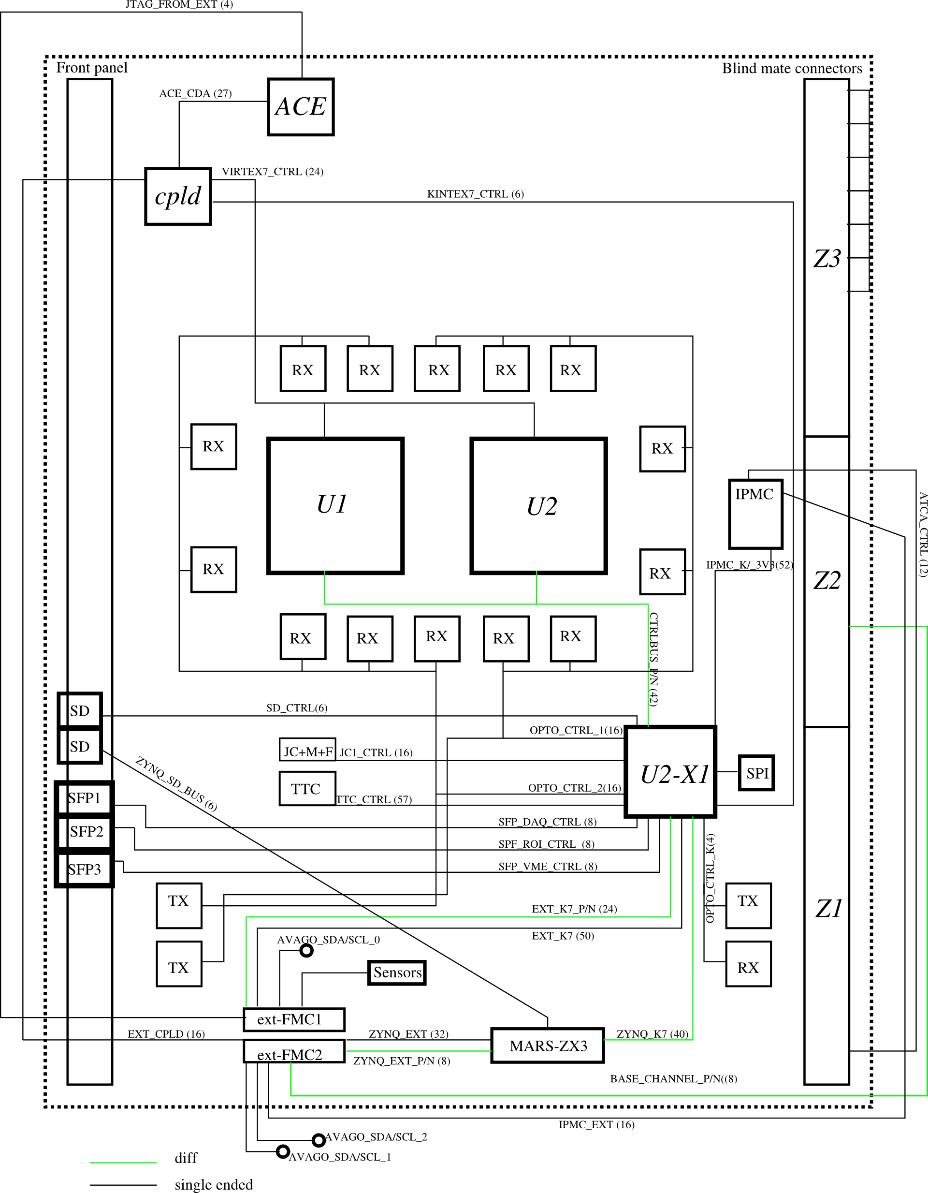 JTAG_FROM_EXT (4)
Front panel
Blind mate connectors
ACE_CDA (27)
ACE
VIRTEX7_CTRL (24)
cpld
KINTEX7_CTRL (6)
Z3
RX
RX
RX
RX
RX
RX
RX
U1
U2
IPMC
ATCA_CTRL (12)
IPMC_K/_3V3(52)
RX
RX
Z2
RX
RX
RX
RX
RX
CTRLBUS_P/N (42)
SD
SD_CTRL(6)
OPTO_CTRL_1(16)
SD
JC+M+F
JC1_CTRL (16)
U2-X1
SPI
ZYNQ_SD_BUS (6)
TTC
TTC_CTRL (57)
OPTO_CTRL_2(16)
SFP1
SFP_DAQ_CTRL (8)
SFP2
SPF_ROI_CTRL (8)
SFP3
SFP_VME_CTRL (8)
OPTO_CTRL_K(4)
TX
EXT_K7_P/N (24)
TX
Z1
EXT_K7 (50)
AVAGO_SDA/SCL_0
TX
Sensors
RX
ext-FMC1
EXT_CPLD (16)
ZYNQ_EXT (32)
ZYNQ_K7 (40)
MARS-ZX3
ext-FMC2
ZYNQ_EXT_P/N (8)
BASE_CHANNEL_P/N((8)
IPMC_EXT (16)
AVAGO_SDA/SCL_2
AVAGO_SDA/SCL_1
diff
single ended